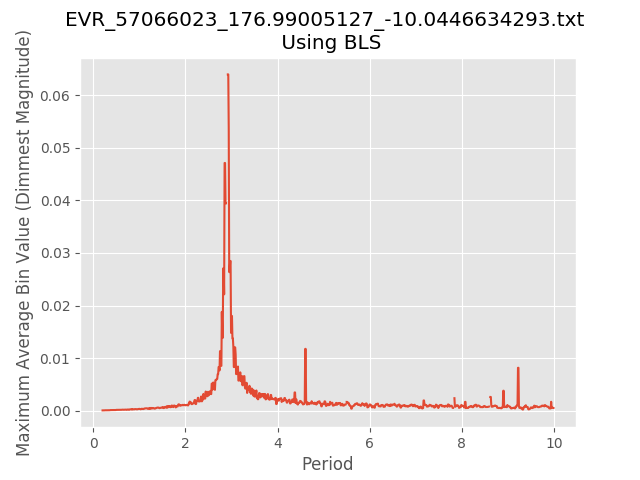 EVR_57066023_176.99005127_-10.0446634293.txt
Using BLS
Maximum Average Bin Value (Dimmest Magnitude)
0.06
0.05
0.04
0.03
0.02
0.01
0.00
0 2 4 6 8 10
Period